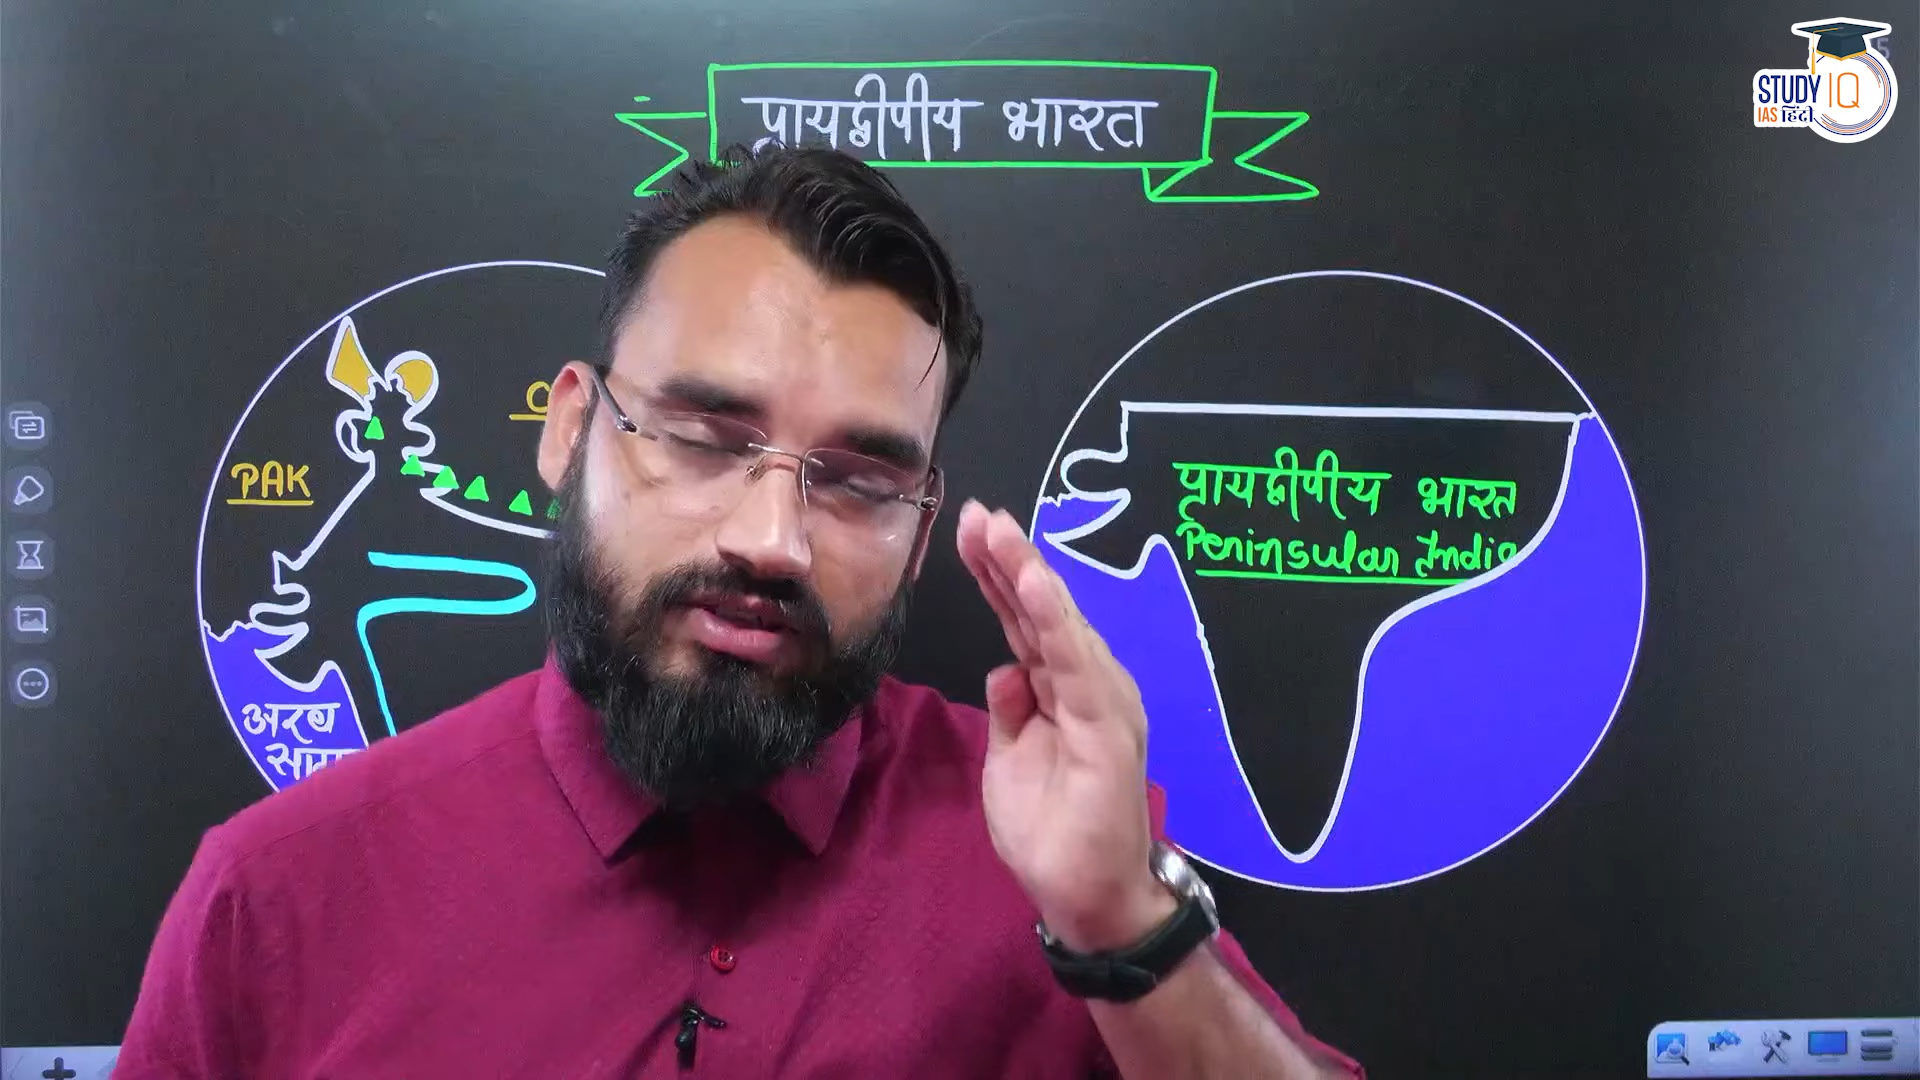 प्रायद्वीपीय भारत
STUDY IQ
IAS हिंदी
PAK
अरब
प्रायद्वीपीय भारत
Peninsular India